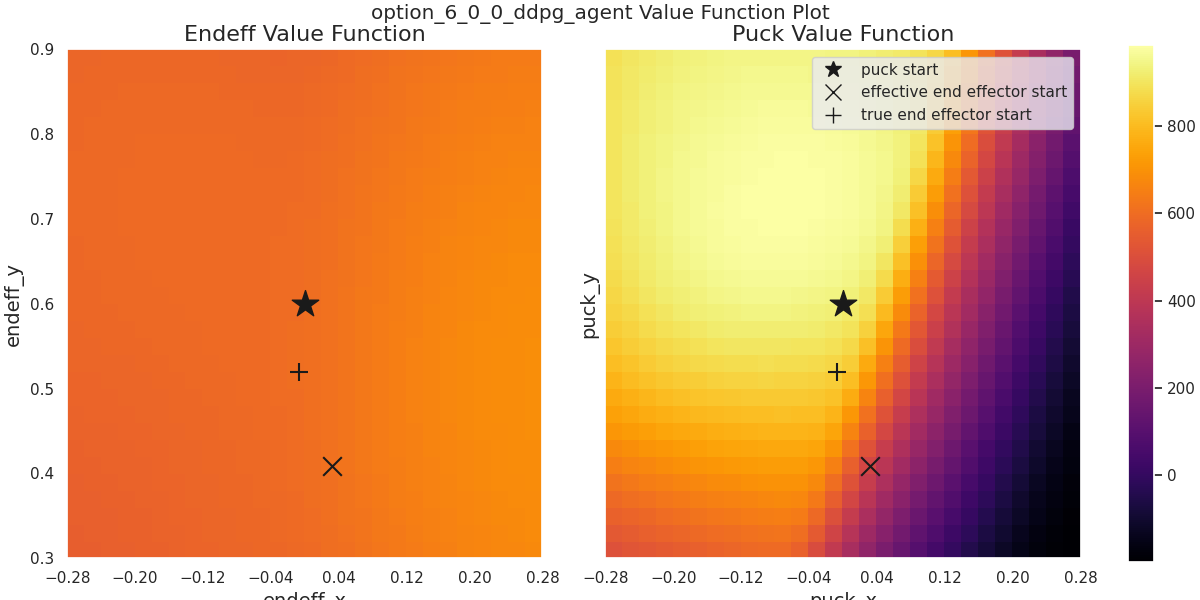 option_6_0_0_ddpg_agent Value Function Plot
Endeff Value Function
Puck Value Function
puck start
effective end effector start
true end effector start
endeff_y
0.9
0.8
0.7
0.6
0.5
0.4
0.3
−0.28 −0.20 −0.12 −0.04 0.04 0.12 0.20 0.28
endeff_x
puck_y
−0.28 −0.20 −0.12 −0.04 0.04 0.12 0.20 0.28
puck_x
800
600
400
200
0